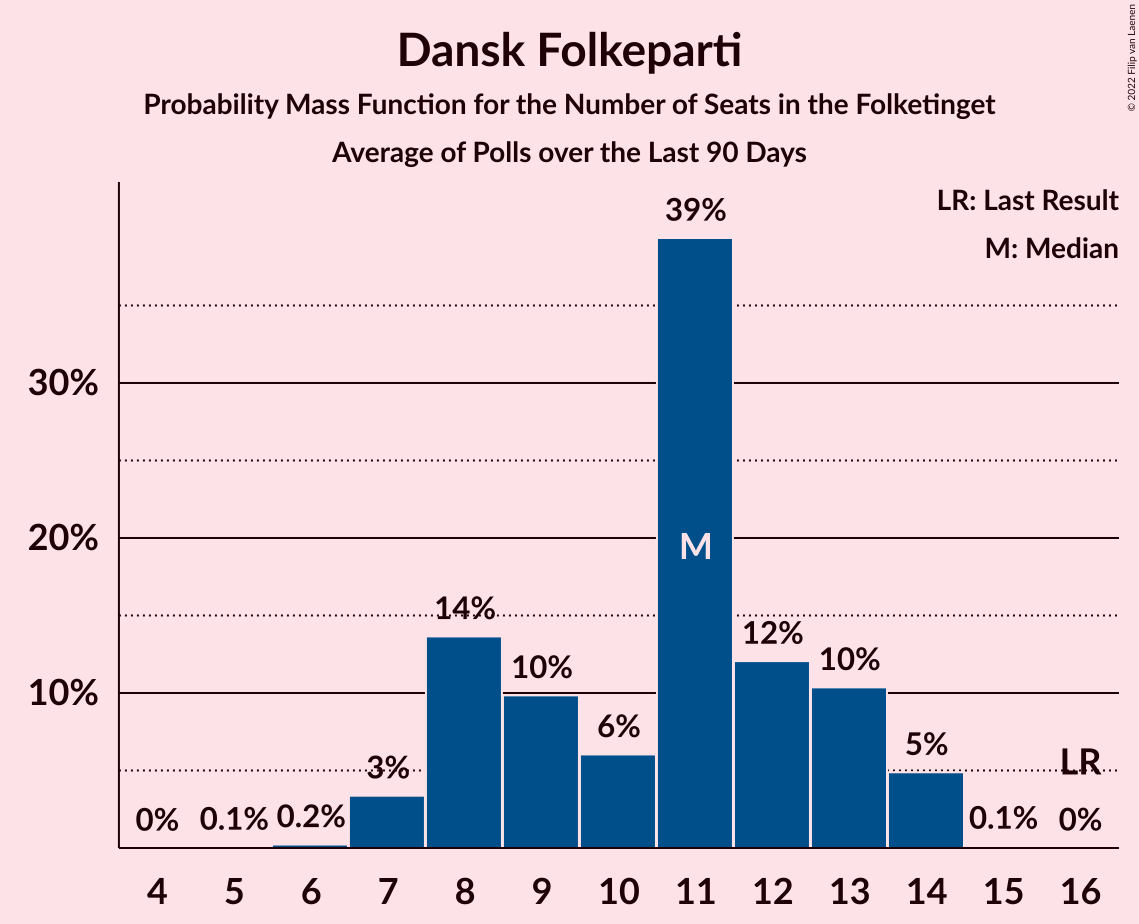 Dansk Folkeparti
Probability Mass Function for the Number of Seats in the Folketinget
Average of Polls over the Last 90 Days
© 2022 Filip van Laenen
LR: Last Result
M: Median
39%
30%
20%
M
14%
12%
10%
10%
10%
6%
5%
3%
LR
0%
0.1%
0.2%
0.1%
0%
4 5 6 7 8 9 10 11 12 13 14 15 16